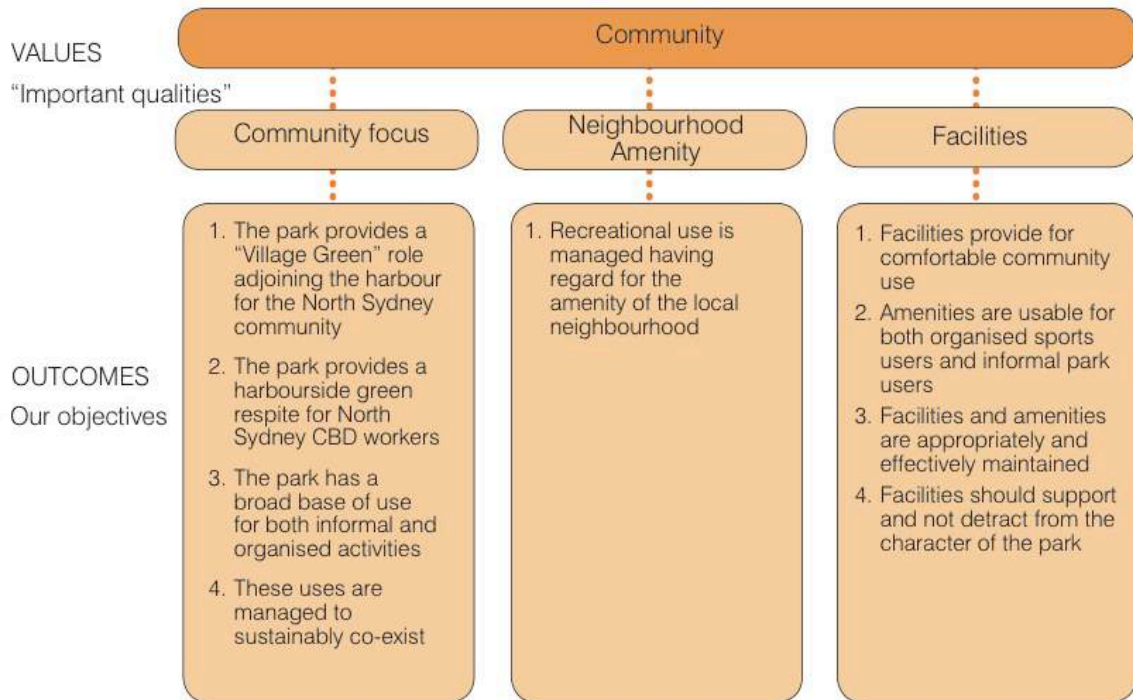 VALUES
“Important qualities”
Community
Community focus
Neighbourhood
Amenity
Facilities
OUTCOMES
Our objectives
1. The park provides a
“Village Green” role
adjoining the harbour
for the North Sydney
community
2. The park provides a
harbourside green
respite for North
Sydney CBD workers
3. The park has a
broad base of use
for both informal and
organised activities
4. These uses are
managed to
sustainably co-exist
1. Recreational use is
managed having
regard for the
amenity of the local
neighbourhood
1. Facilities provide for
comfortable community
use
2. Amenities are usable for
both organised sports
users and informal park
users
3. Facilities and amenities
are appropriately and
effectively maintained
4. Facilities should support
and not detract from the
character of the park